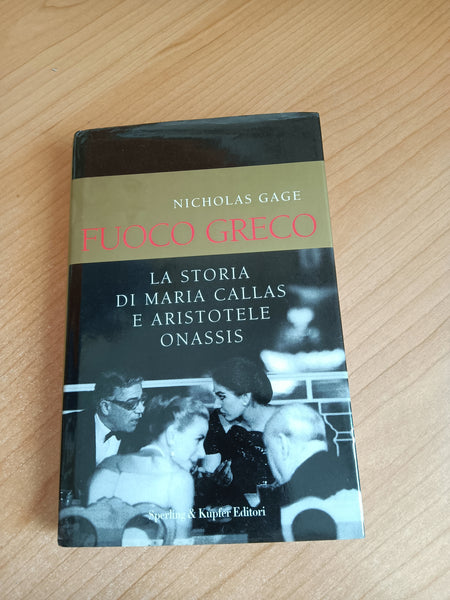 NICHOLAS GAGE
FUOCO GRECO
LA STORIA
DI MARIA CALLAS
E ARISTOTELE
ONASSIS
Sperling & Kupfer Editori